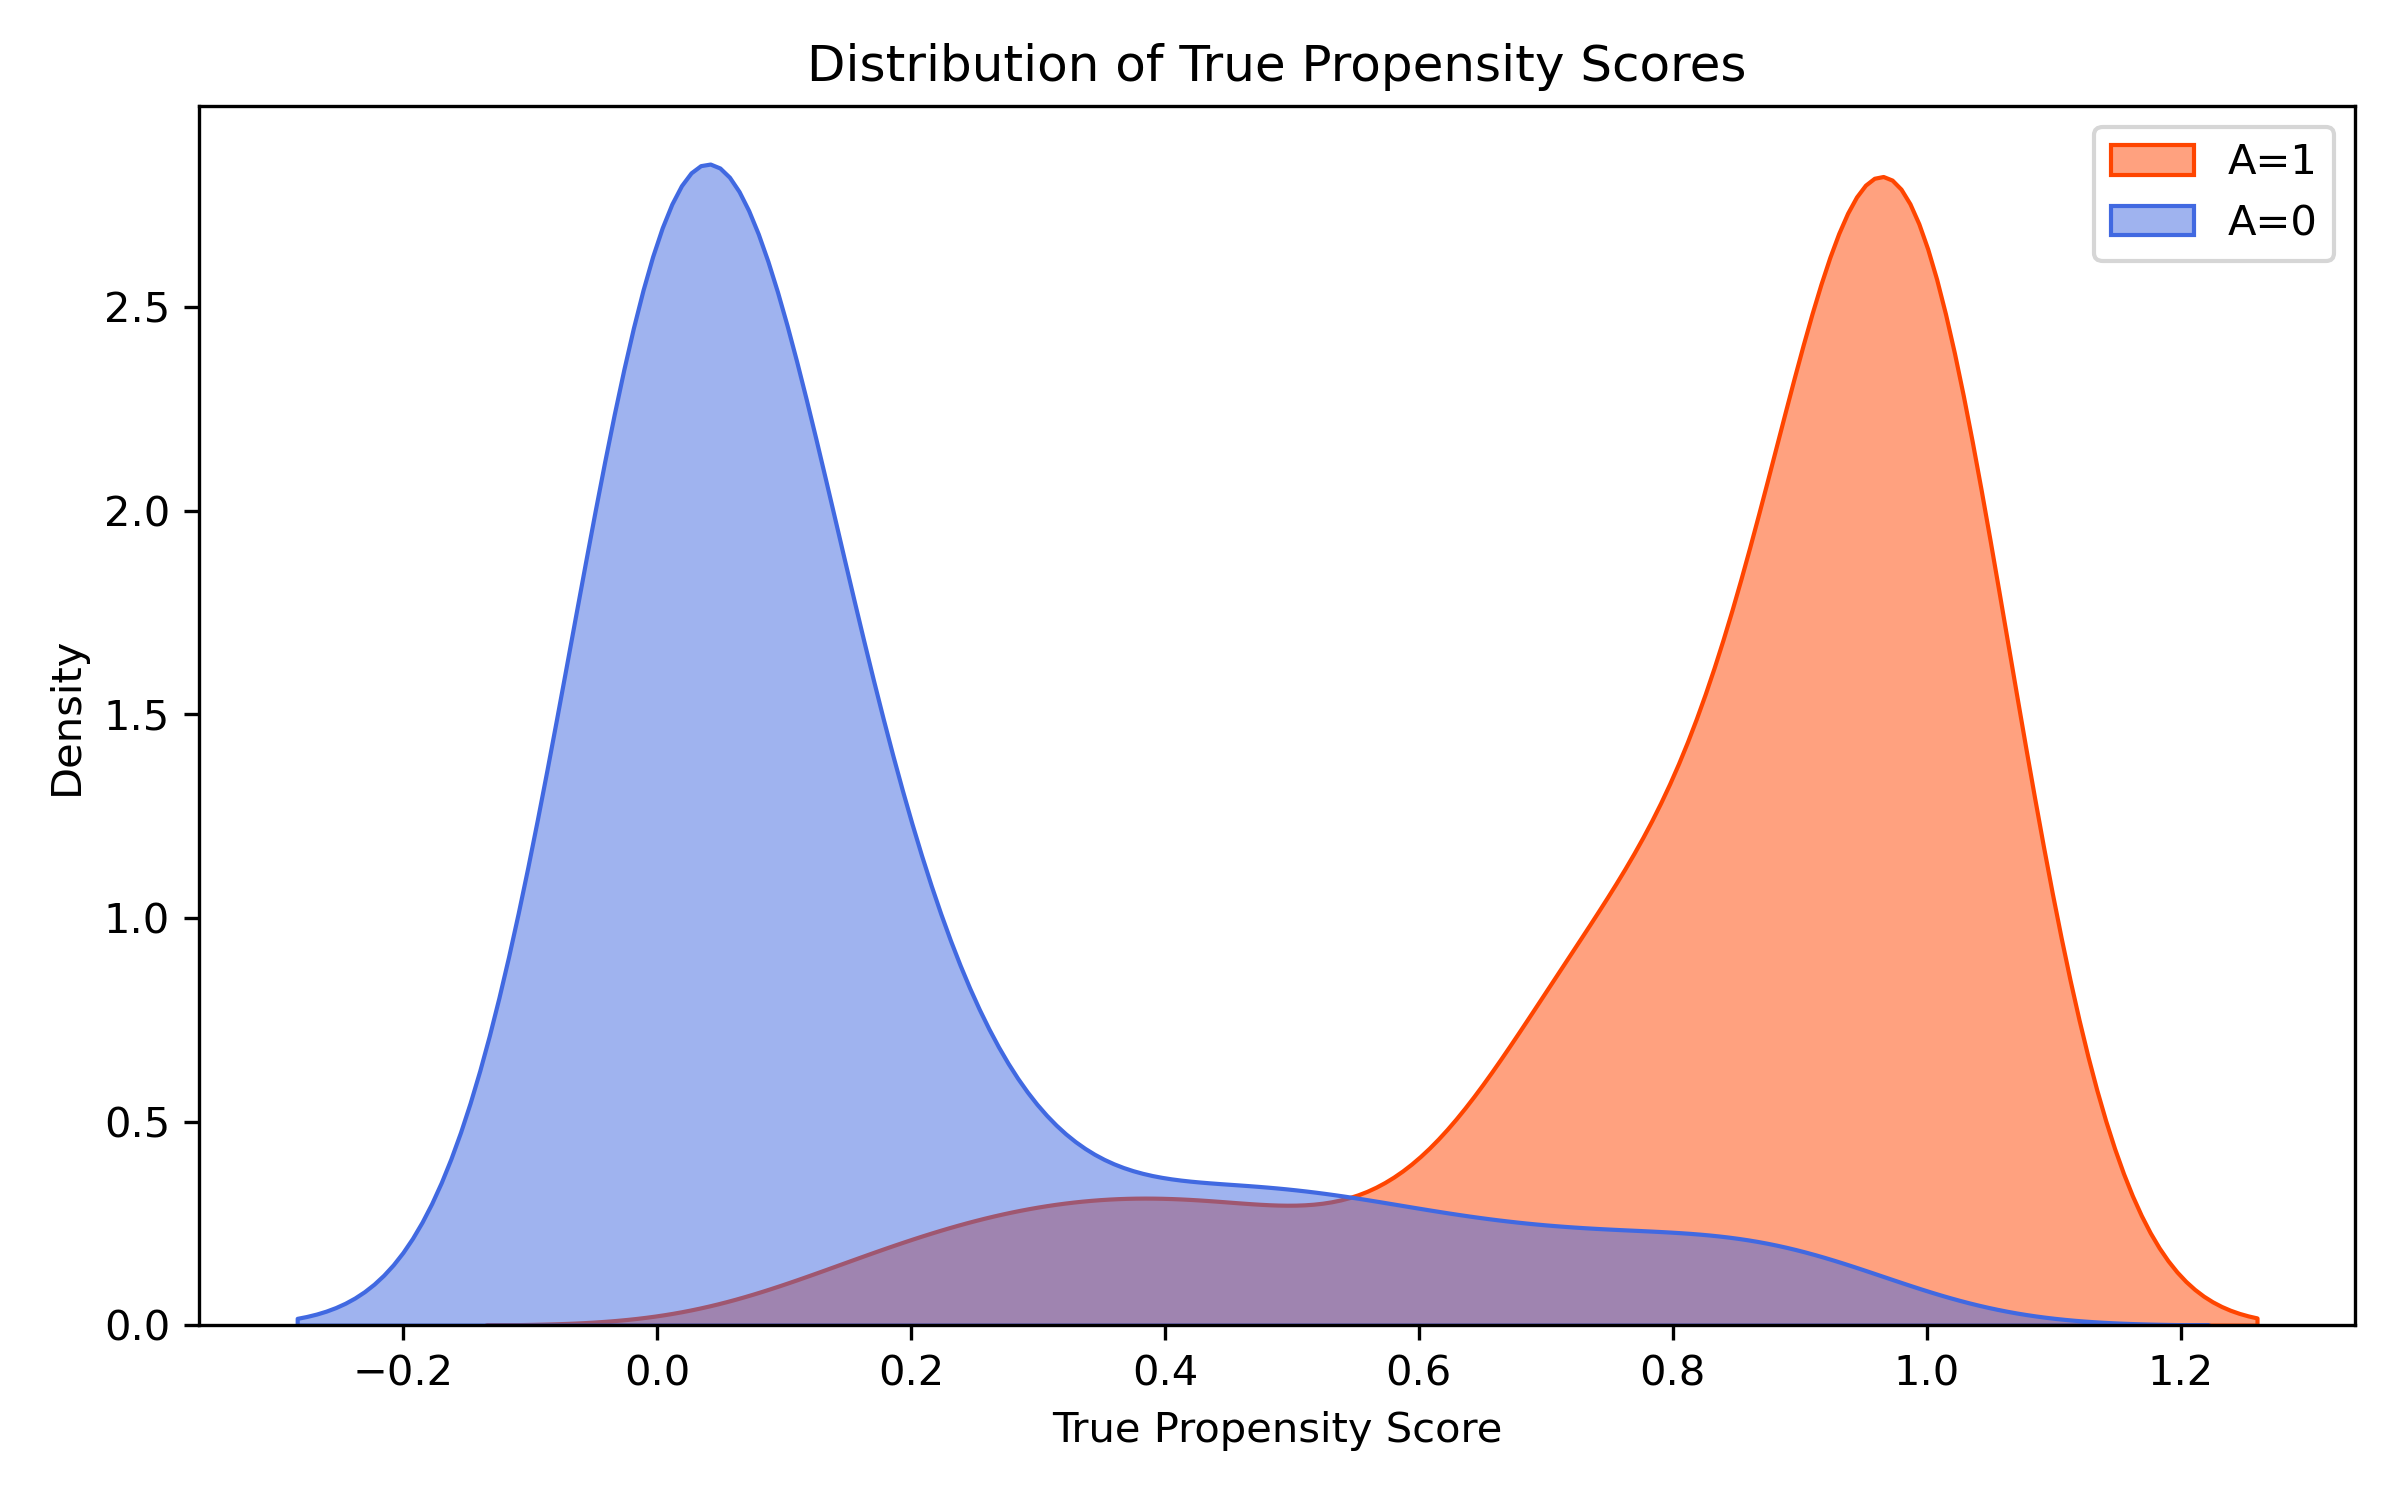 Distribution of True Propensity Scores
A=1
A=0
Density
2.5
2.0
1.5
1.0
0.5
0.0
−0.2 0.0 0.2 0.4 0.6 0.8 1.0 1.2
True Propensity Score